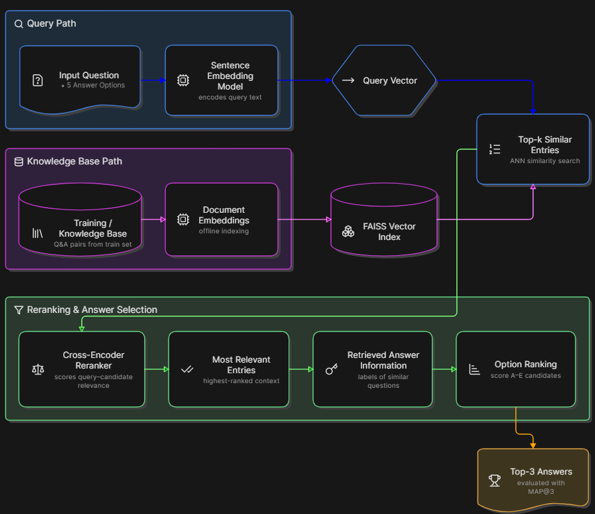 Query Path
Input Question
• 5 Answer Options
Sentence
Embedding
Model
encodes query text
Query Vector
Top-k Similar
Entries
ANN similarity search
Knowledge Base Path
Training /
Knowledge Base
Q&A pairs from train set
Document
Embeddings
offline indexing
FAISS Vector
Index
Reranking & Answer Selection
Cross-Encoder
Reranker
scores query-candidate
relevance
Most Relevant
Entries
highest-ranked context
Retrieved Answer
Information
labels of similar
questions
Option Ranking
score A–E candidates
Top-3 Answers
evaluated with
MAP@3